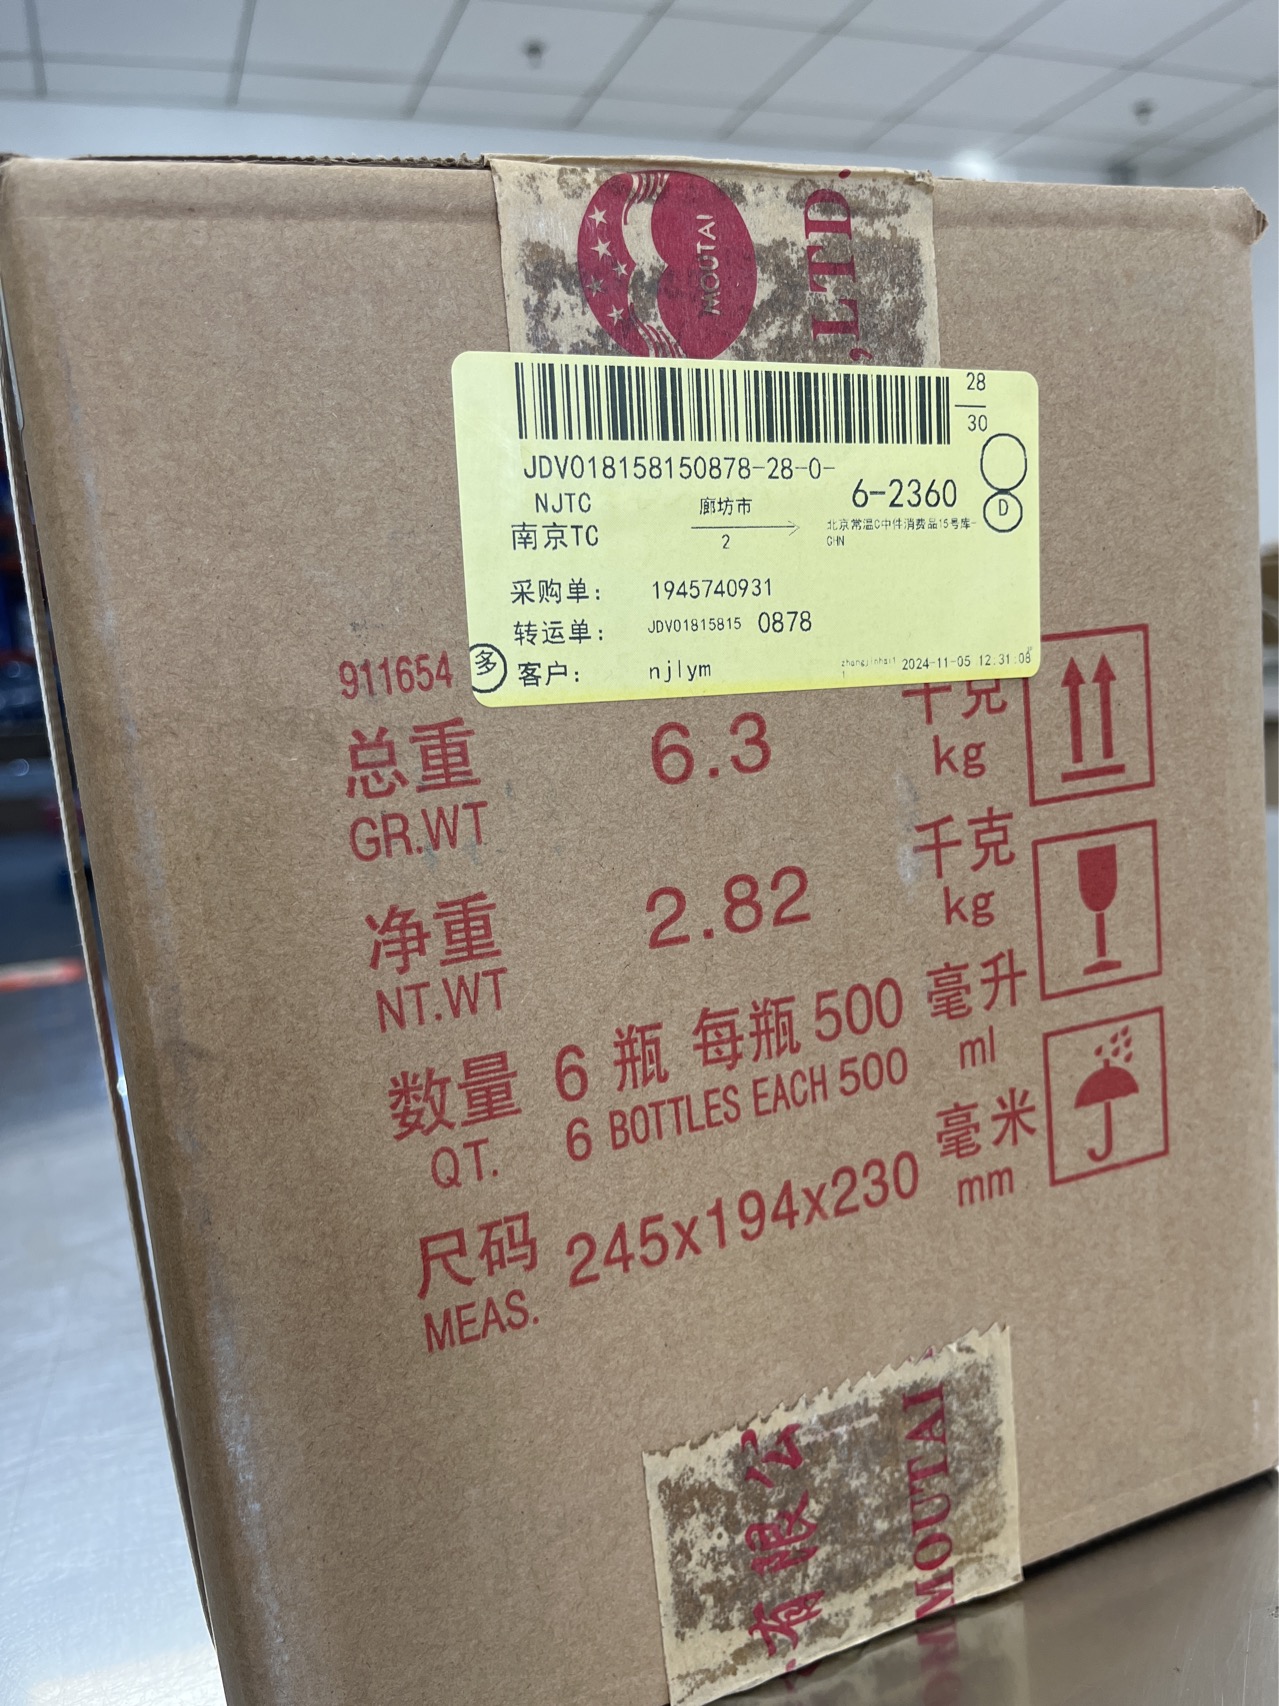 MOUTAI
, LTD.
28
30
JDV018158150878-28-0-
NJTC
廊坊市
6-2360
南京TC
2
北京常温C中件消费品15号库-
GHN
D
采购单: 1945740931
转运单: JDV01815815 0878
多
客户: njlym
2024-11-05 12:31:08
911654
总重 6.3 千克
GR.WT kg
净重 2.82 千克
NT.WT kg
数量 6 瓶 每瓶 500 毫升
QT. 6 BOTTLES EACH 500 ml
尺码 245x194x230 毫米
MEAS. mm
有限公
MOUTAI